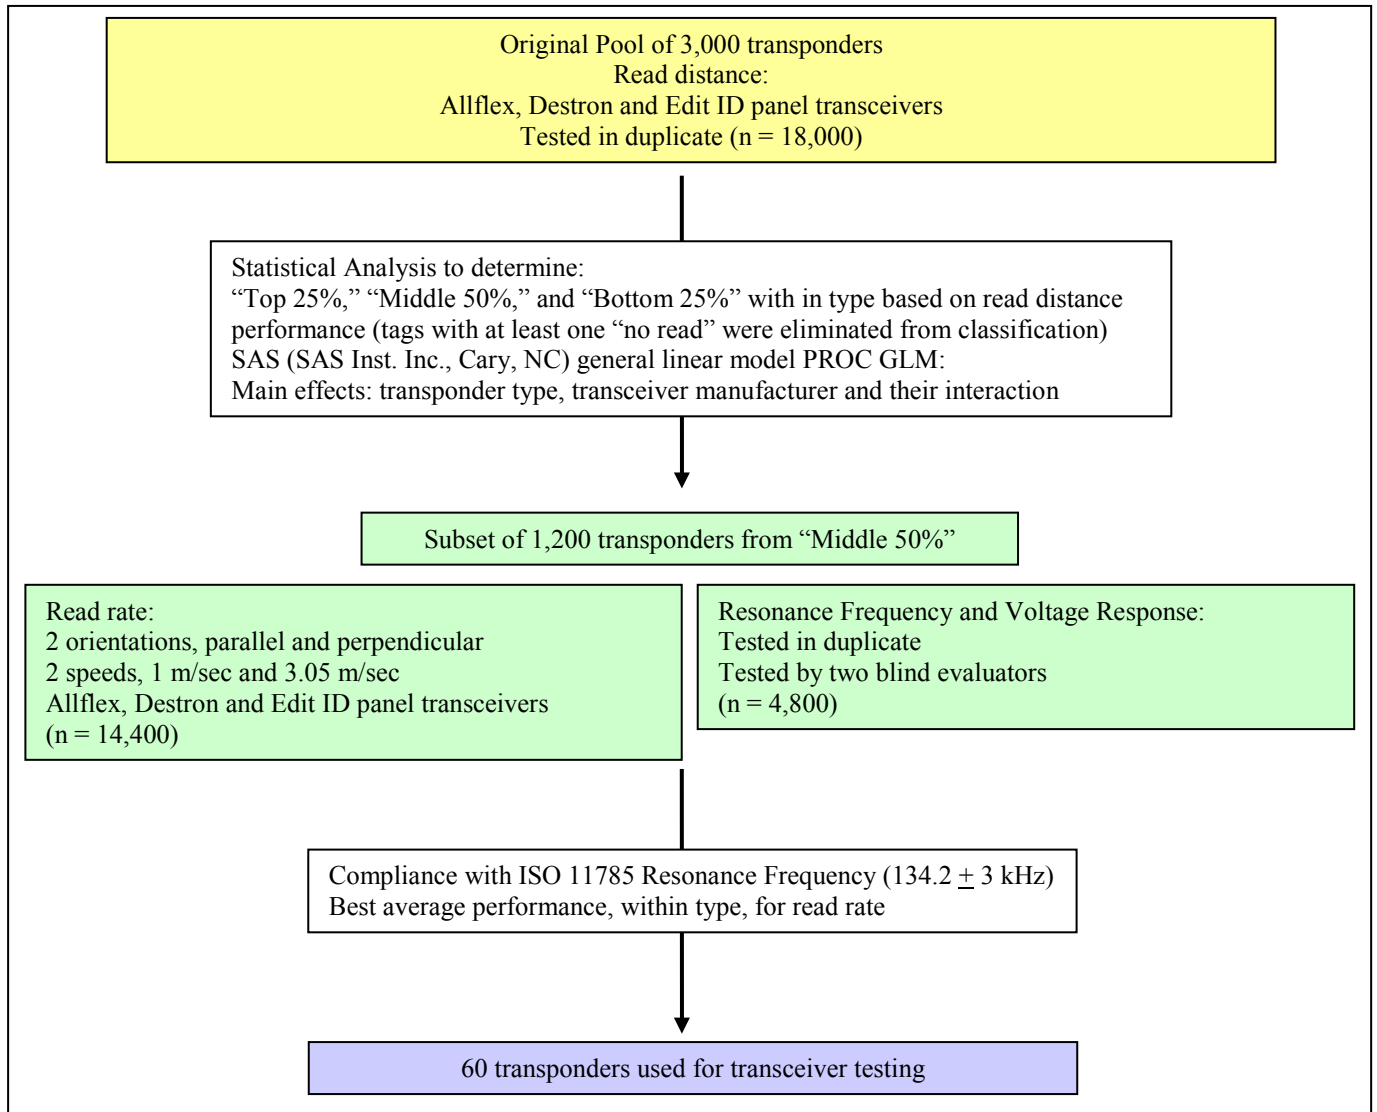 Original Pool of 3,000 transponders
Read distance:
Allflex, Destron and Edit ID panel transceivers
Tested in duplicate (n = 18,000)
Statistical Analysis to determine:
“Top 25%,” “Middle 50%,” and “Bottom 25%” with in type based on read distance
performance (tags with at least one “no read” were eliminated from classification)
SAS (SAS Inst. Inc., Cary, NC) general linear model PROC GLM:
Main effects: transponder type, transceiver manufacturer and their interaction
Subset of 1,200 transponders from “Middle 50%”
Read rate:
2 orientations, parallel and perpendicular
2 speeds, 1 m/sec and 3.05 m/sec
Allflex, Destron and Edit ID panel transceivers
(n = 14,400)
Resonance Frequency and Voltage Response:
Tested in duplicate
Tested by two blind evaluators
(n = 4,800)
Compliance with ISO 11785 Resonance Frequency (134.2 ± 3 kHz)
Best average performance, within type, for read rate
60 transponders used for transceiver testing